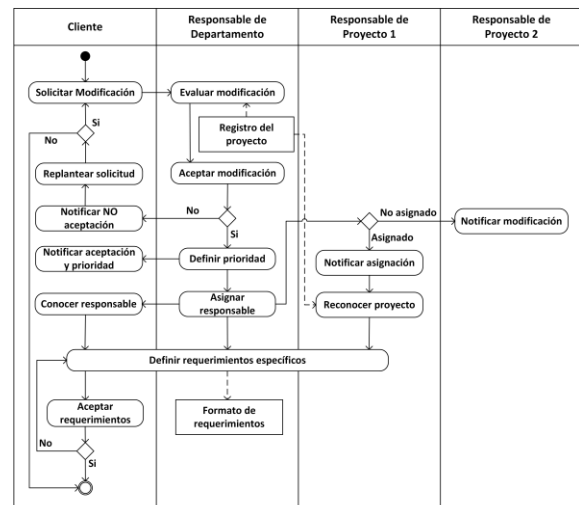 Cliente
Responsable de
Departamento
Responsable de
Proyecto 1
Responsable de
Proyecto 2
Solicitar Modificación
Evaluar modificación
Si
No
Registro del
proyecto
Replantear solicitud
Aceptar modificación
Notificar NO
aceptación
No
Si
No asignado
Asignado
Notificar modificación
Notificar aceptación
y prioridad
Definir prioridad
Notificar asignación
Conocer responsable
Asignar
responsable
Reconocer proyecto
Definir requerimientos específicos
Aceptar
requerimientos
Formato de
requerimientos
No
Si